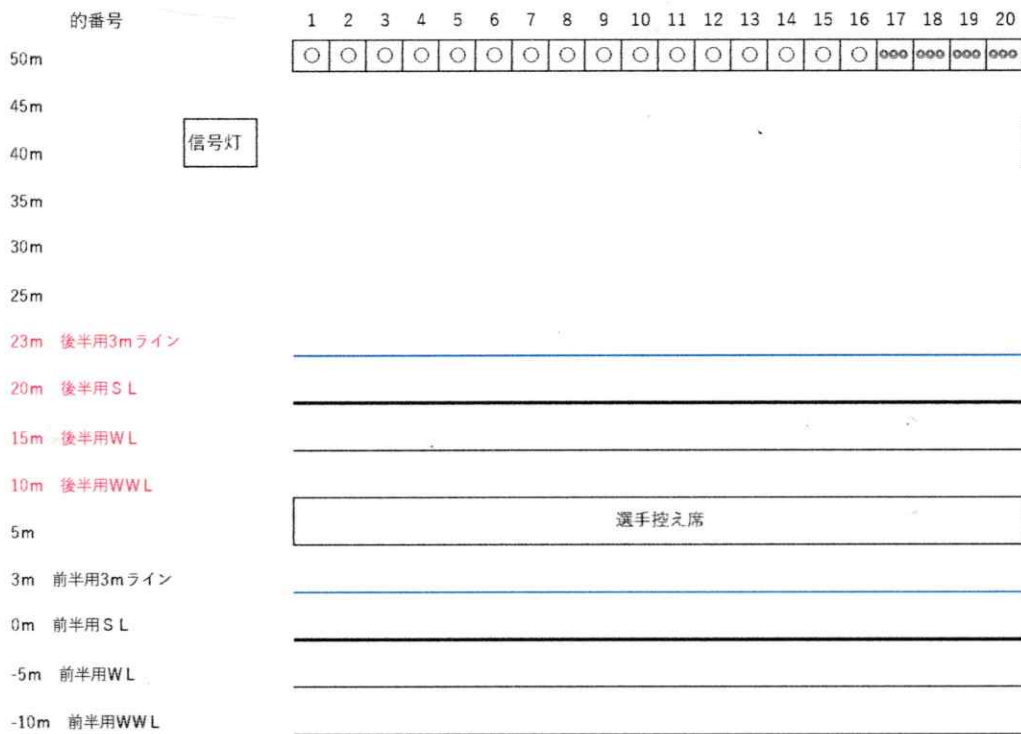 的番号 1 2 3 4 5 6 7 8 9 10 11 12 13 14 15 16 17 18 19 20
50m
45m
信号灯
40m
35m
30m
25m
23m 後半用3mライン
20m 後半用ＳＬ
15m 後半用WL
10m 後半用WWL
選手控え席
5m
3m 前半用3mライン
0m 前半用ＳＬ
-5m 前半用WL
-10m 前半用WWL